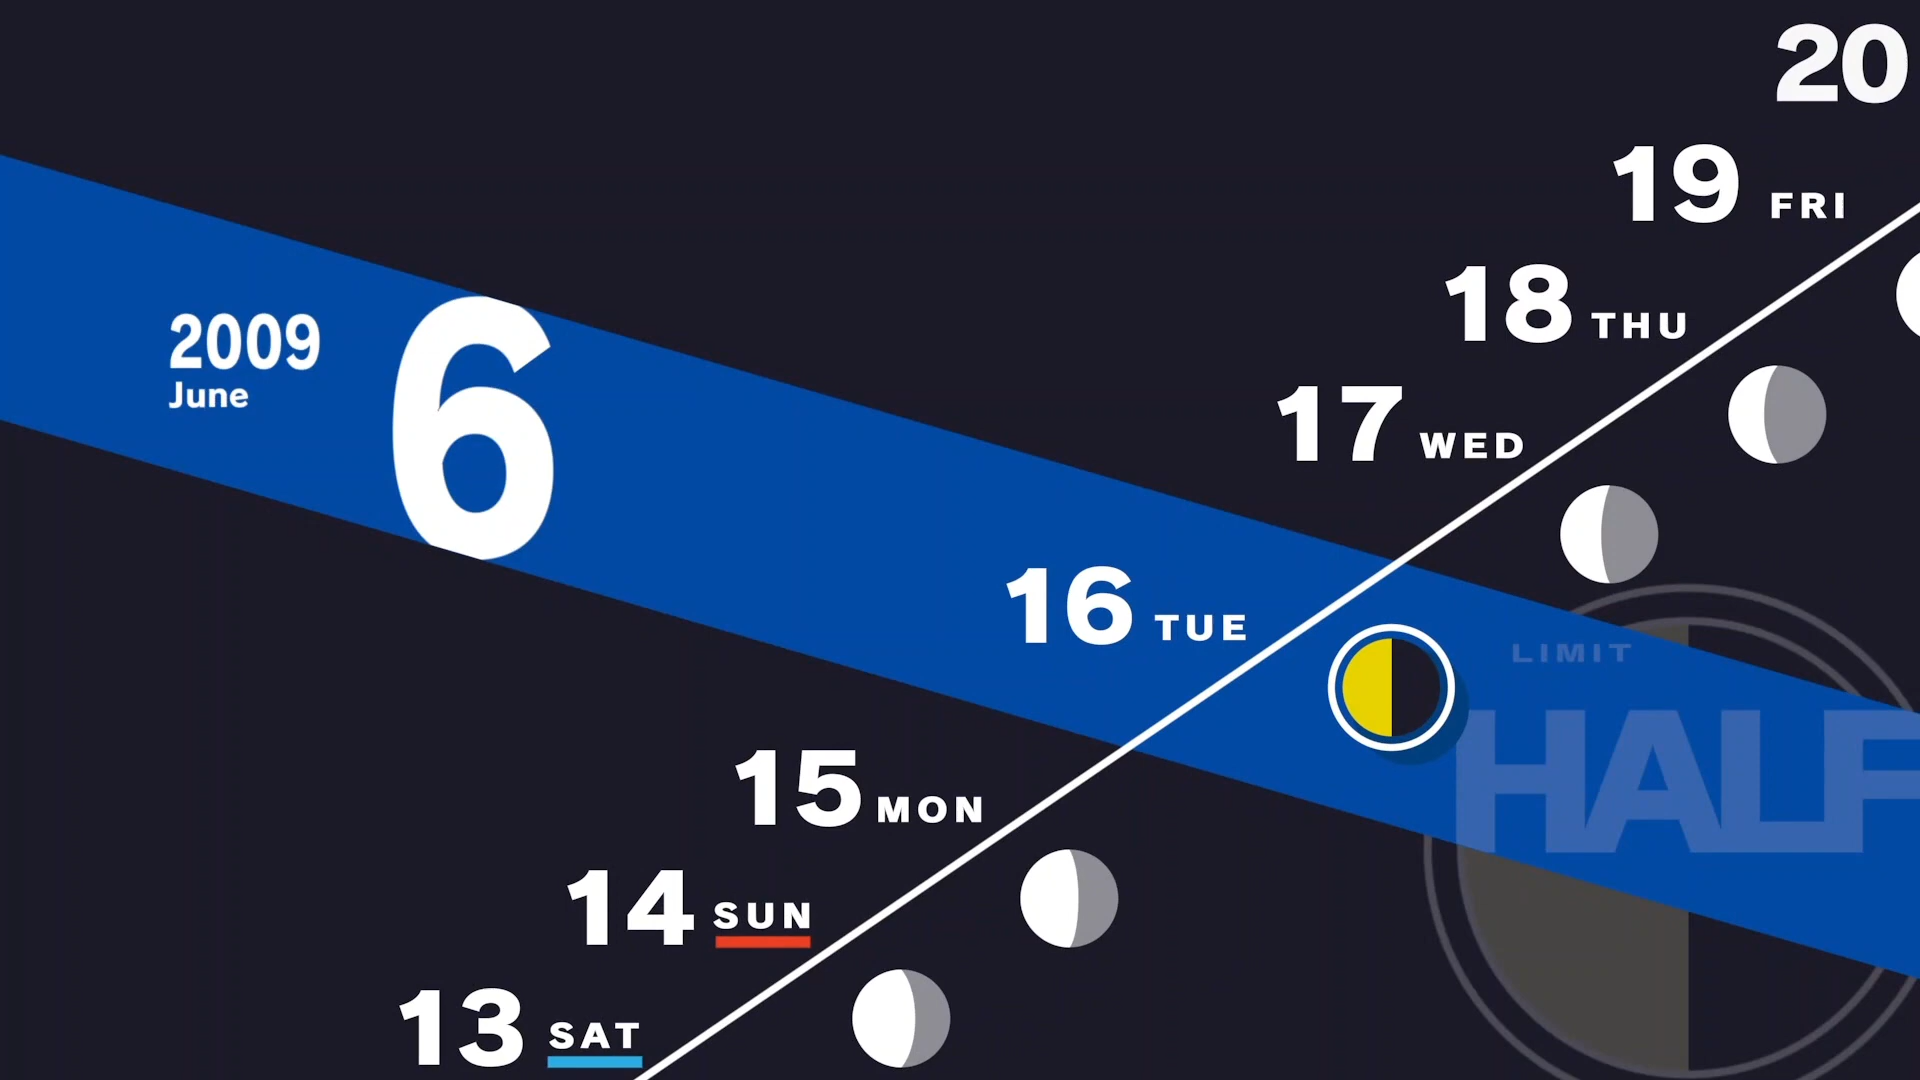 20
19 FRI
18 THU
17 WED
2009
June
6
16 TUE
LIMIT
HALF
15 MON
14 SUN
13 SAT